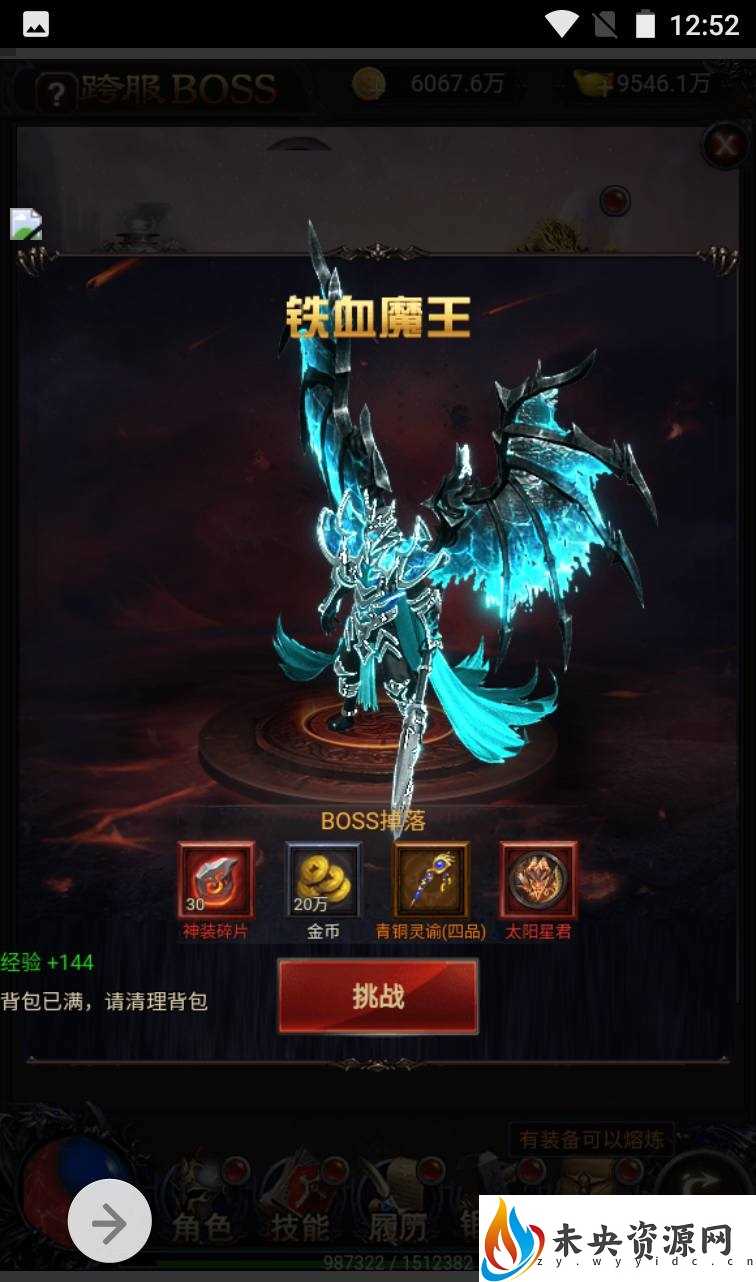 12:52
?
跨服BOSS
6067.6万
9546.1万
铁血魔王
BOSS掉落
30
20万
神装碎片
金币
青铜灵谕(四品)
太阳星君
经验 +144
背包已满，请清理背包
挑战
有装备可以熔炼
角色
技能
履历
987322 / 1512382
未央资源网
zy.wyyidc.cn